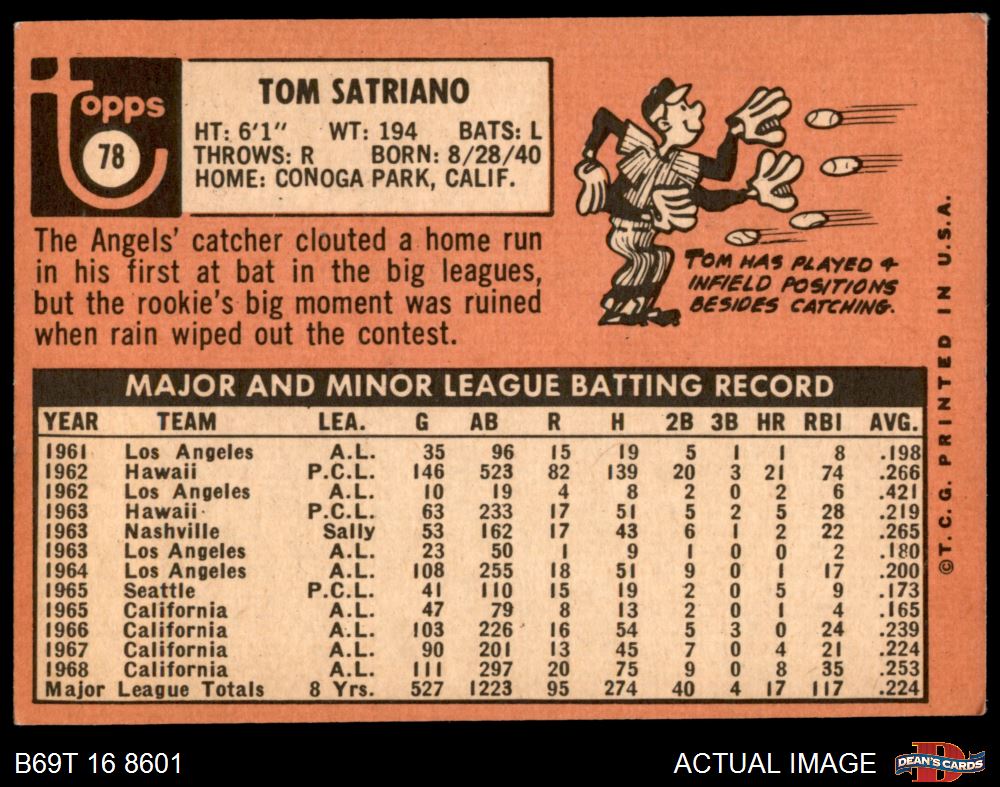 topps
78
TOM SATRIANO
HT: 6'1" WT: 194 BATS: L
THROWS: R BORN: 8/28/40
HOME: CONOGA PARK, CALIF.
The Angels' catcher clouted a home run
in his first at bat in the big leagues,
but the rookie's big moment was ruined
when rain wiped out the contest.
TOM HAS PLAYED 4
INFIELD POSITIONS
BESIDES CATCHING.
MAJOR AND MINOR LEAGUE BATTING RECORD
YEAR TEAM LEA. G AB R H 2B 3B HR RBI AVG.
1961 Los Angeles A.L. 35 96 15 19 5 1 1 8 .198
1962 Hawaii P.C.L. 146 523 82 139 20 3 21 74 .266
1962 Los Angeles A.L. 10 19 4 8 2 0 2 6 .421
1963 Hawaii P.C.L. 63 233 17 51 5 2 5 28 .219
1963 Nashville Sally 53 162 17 43 6 1 2 22 .265
1963 Los Angeles A.L. 23 50 1 9 1 0 0 2 .180
1964 Los Angeles A.L. 108 255 18 51 9 0 1 17 .200
1965 Seattle P.C.L. 41 110 15 19 2 0 5 9 .173
1965 California A.L. 47 79 8 13 2 0 1 4 .165
1966 California A.L. 103 226 16 54 5 3 0 24 .239
1967 California A.L. 90 201 13 45 7 0 4 21 .224
1968 California A.L. 111 297 20 75 9 0 8 35 .253
Major League Totals 8 Yrs. 527 1223 95 274 40 4 17 117 .224
©T. C. G. PRINTED IN U.S.A.
B69T 16 8601
ACTUAL IMAGE
DEAN'S CARDS